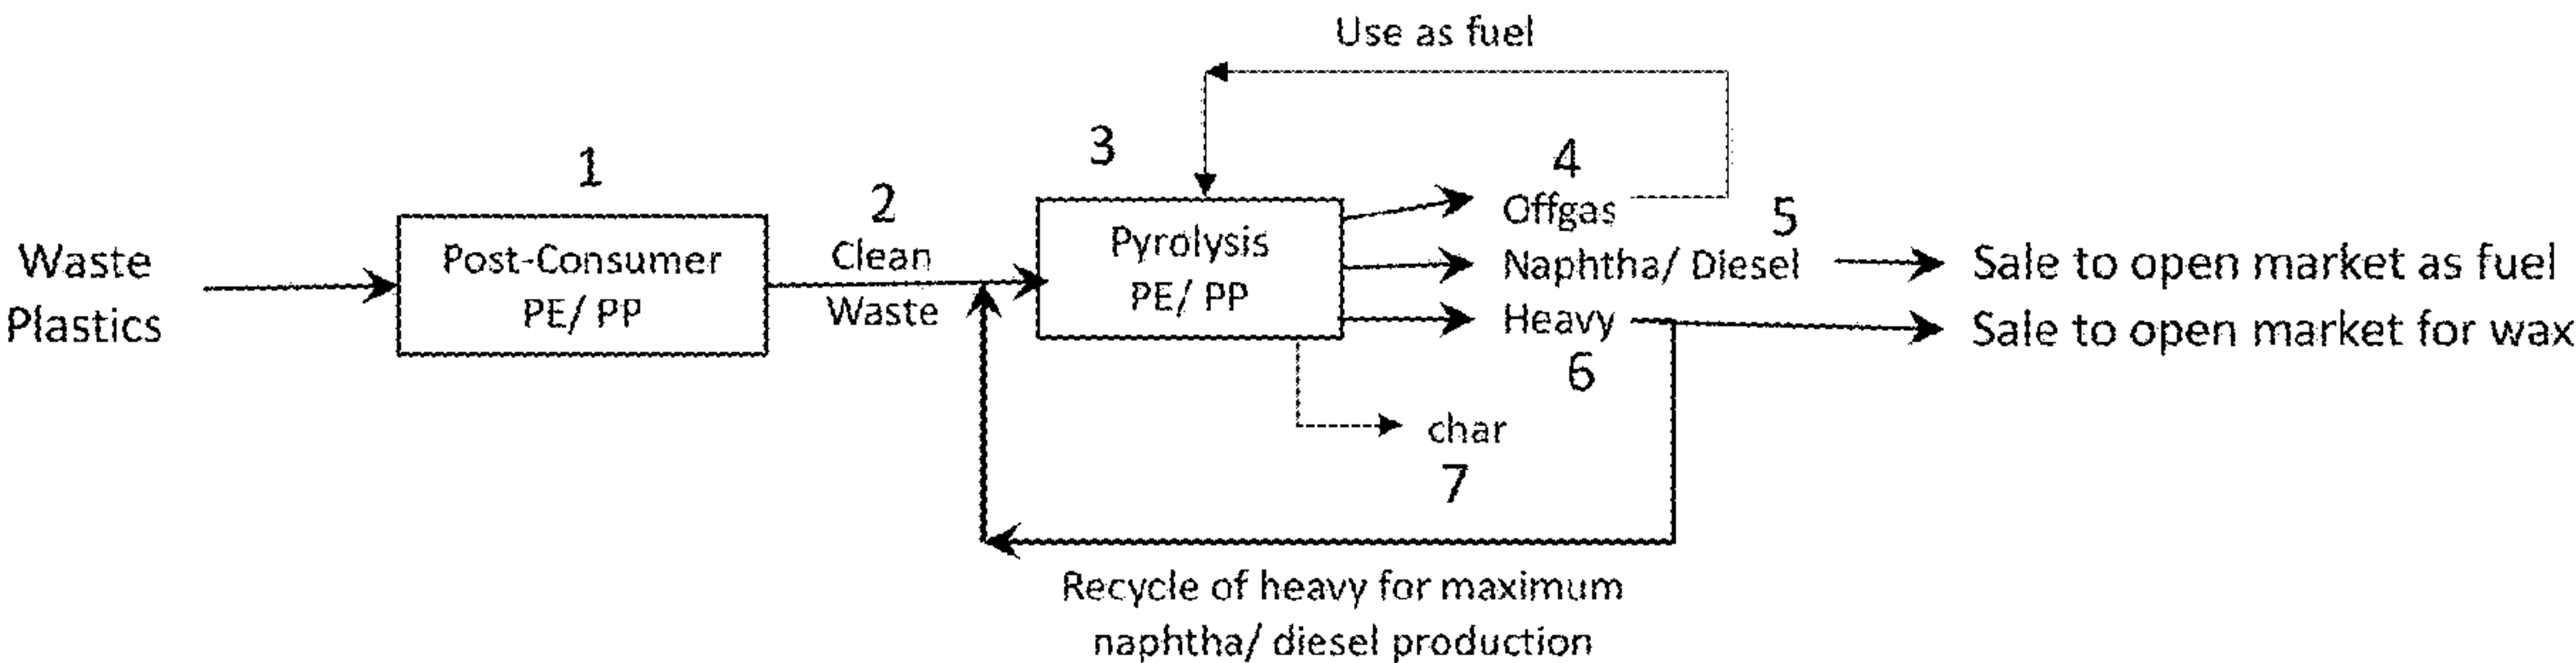 Use as fuel
1
2
3
4
5
Waste
Plastics
Post-Consumer
PE/ PP
Clean
Waste
Pyrolysis
PE/ PP
Offgas
Naphtha/ Diesel
Heavy
6
Sale to open market as fuel
Sale to open market for wax
char
7
Recycle of heavy for maximum
naphtha/ diesel production